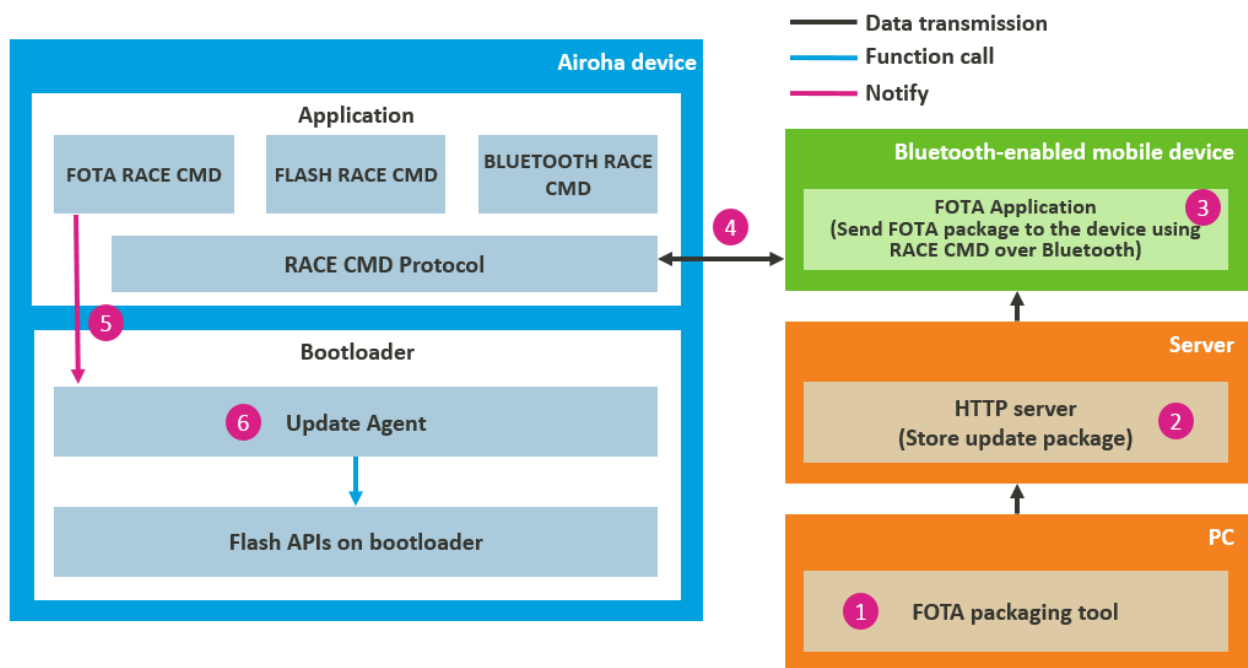 Data transmission
Function call
Notify
Airoha device
Application
FOTA RACE CMD
FLASH RACE CMD
BLUETOOTH RACE
CMD
RACE CMD Protocol
4
5
Bootloader
6
Update Agent
Flash APIs on bootloader
Bluetooth-enabled mobile device
FOTA Application
3
(Send FOTA package to the device using
RACE CMD over Bluetooth)
Server
HTTP server
(Store update package)
2
PC
1
FOTA packaging tool